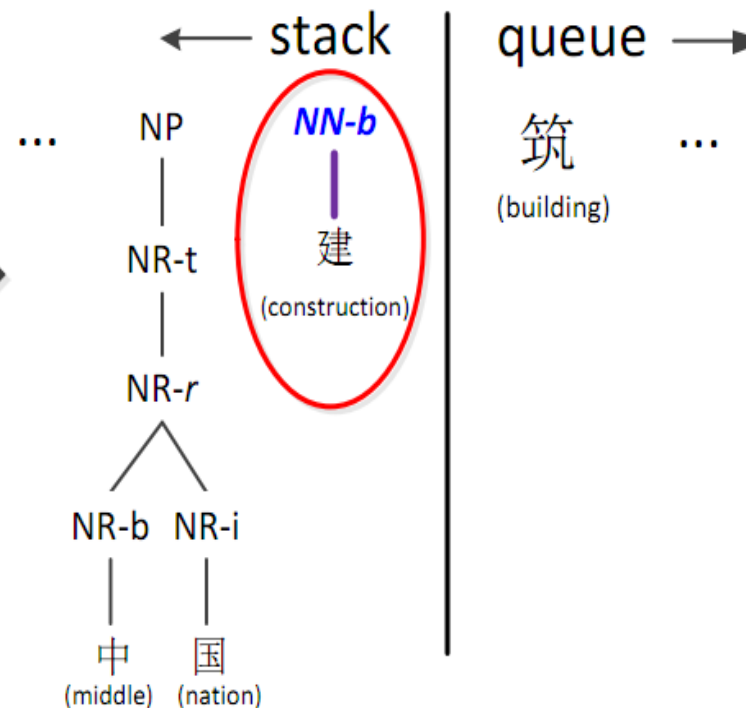 stack queue
... NP NN-b 筑 ...
(building)
NR-t 建
(construction)
NR-r
NR-b NR-i
中 国
(middle) (nation)